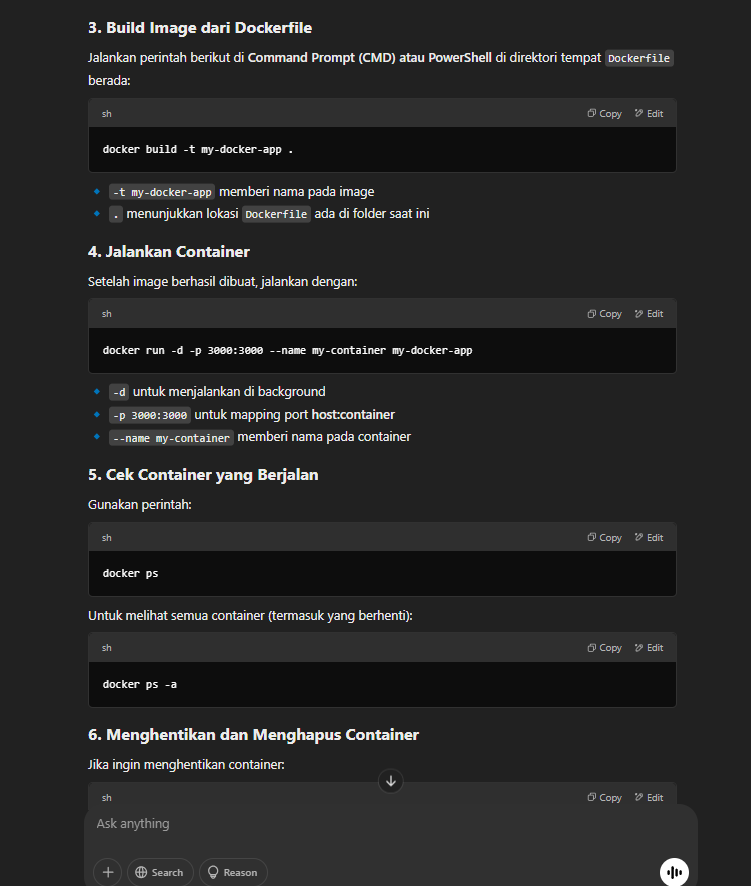 3. Build Image dari Dockerfile
Jalankan perintah berikut di Command Prompt (CMD) atau PowerShell di direktori tempat Dockerfile
berada:
sh Copy Edit
docker build -t my-docker-app .
-t my-docker-app memberi nama pada image
. menunjukkan lokasi Dockerfile ada di folder saat ini
4. Jalankan Container
Setelah image berhasil dibuat, jalankan dengan:
sh Copy Edit
docker run -d -p 3000:3000 --name my-container my-docker-app
-d untuk menjalankan di background
-p 3000:3000 untuk mapping port host:container
--name my-container memberi nama pada container
5. Cek Container yang Berjalan
Gunakan perintah:
sh Copy Edit
docker ps
Untuk melihat semua container (termasuk yang berhenti):
sh Copy Edit
docker ps -a
6. Menghentikan dan Menghapus Container
Jika ingin menghentikan container:
sh Copy Edit
Ask anything
Search Reason